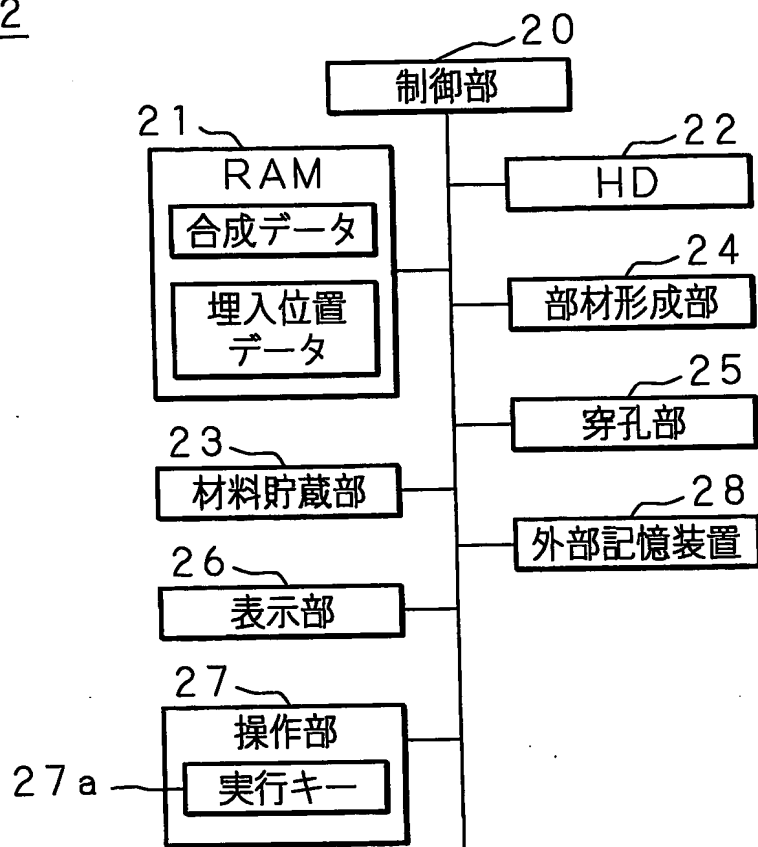 2
20
制御部
21
RAM
合成データ
埋入位置
データ
22
HD
24
部材形成部
25
穿孔部
23
材料貯蔵部
28
外部記憶装置
26
表示部
27
操作部
27a
実行キー